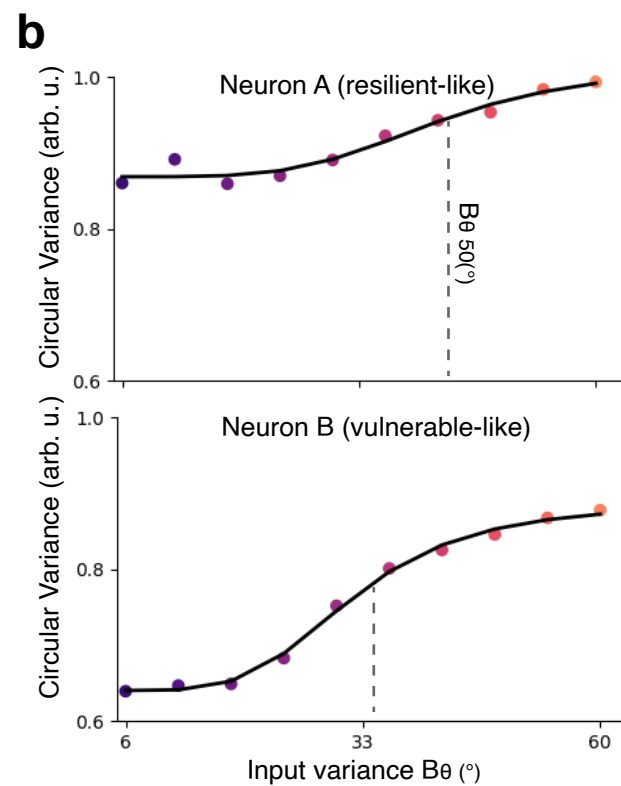 b
Neuron A (resilient-like)
Circular Variance (arb. u.)
1.0
0.8
0.6
Bθ 50(°)
Neuron B (vulnerable-like)
Circular Variance (arb. u.)
1.0
0.8
0.6
6
33
60
Input variance Bθ (°)